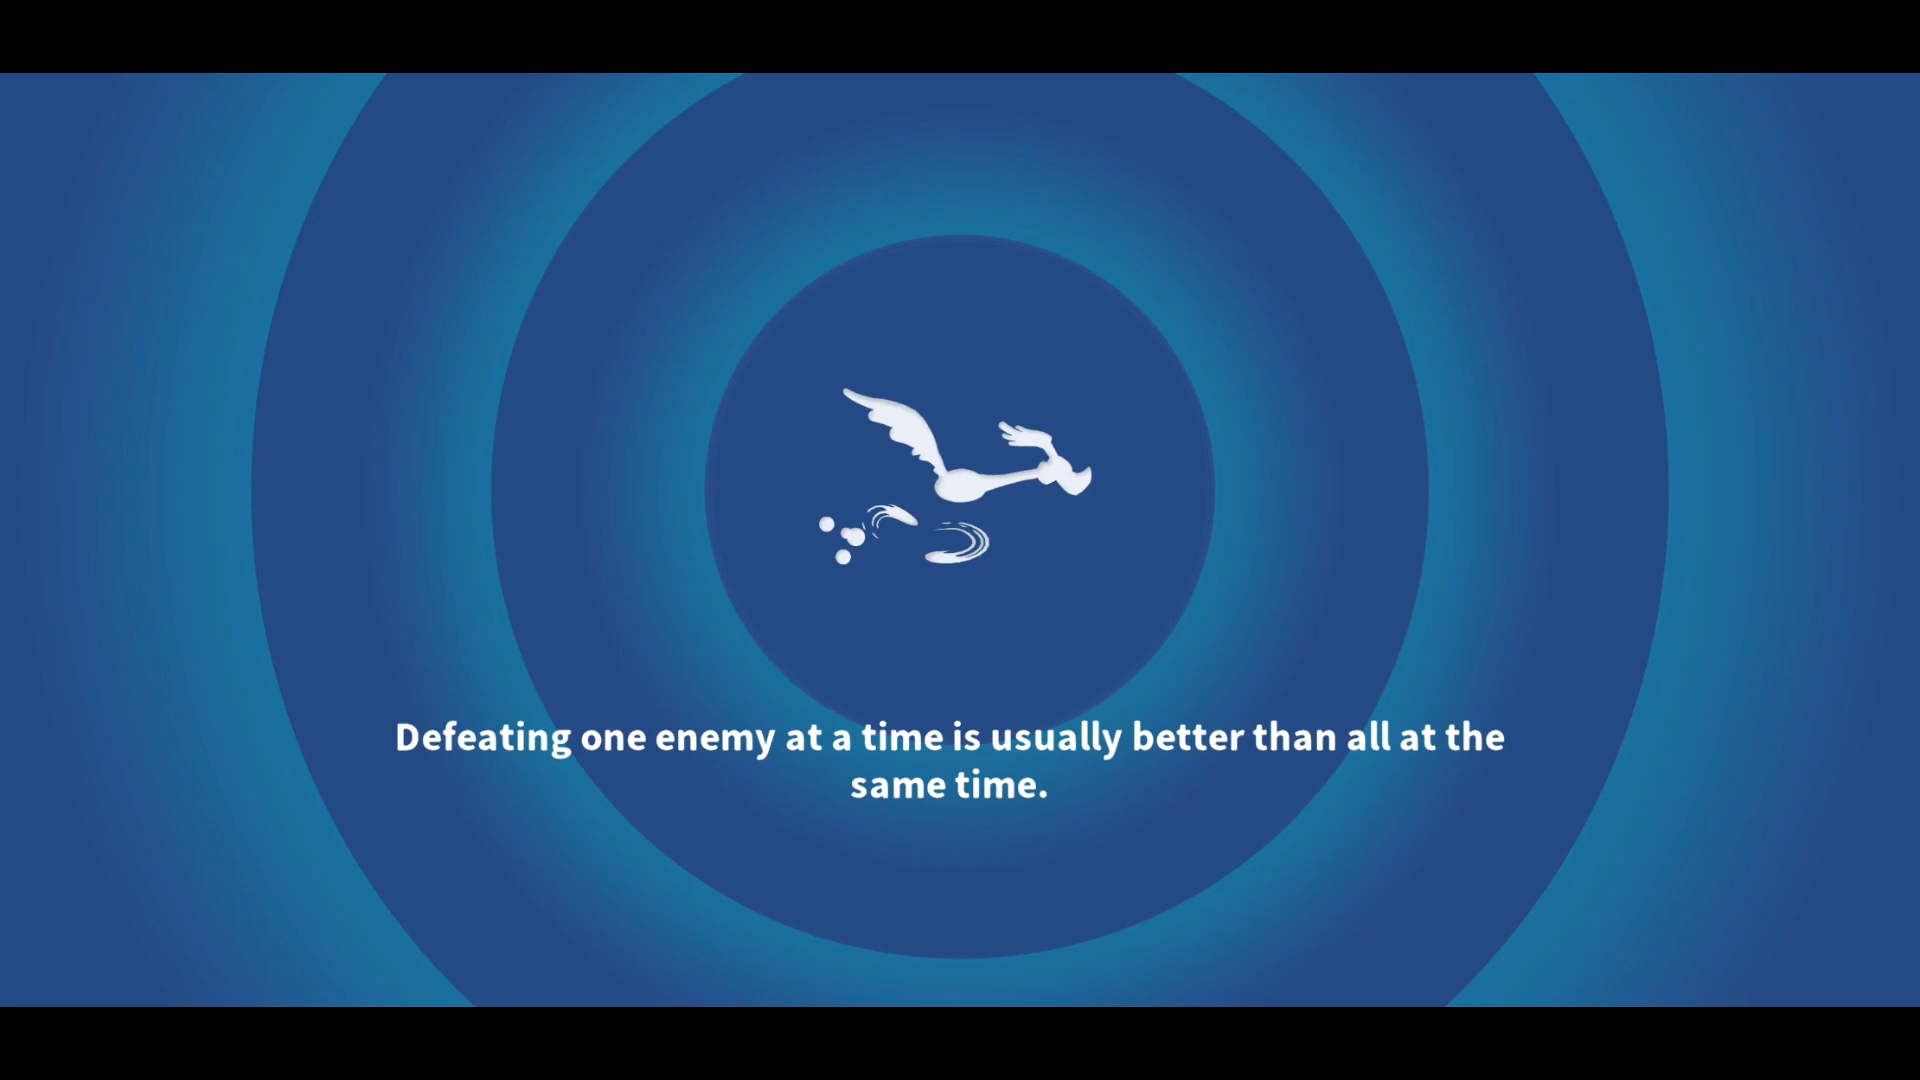 Defeating one enemy at a time is usually better than all at the
same time.